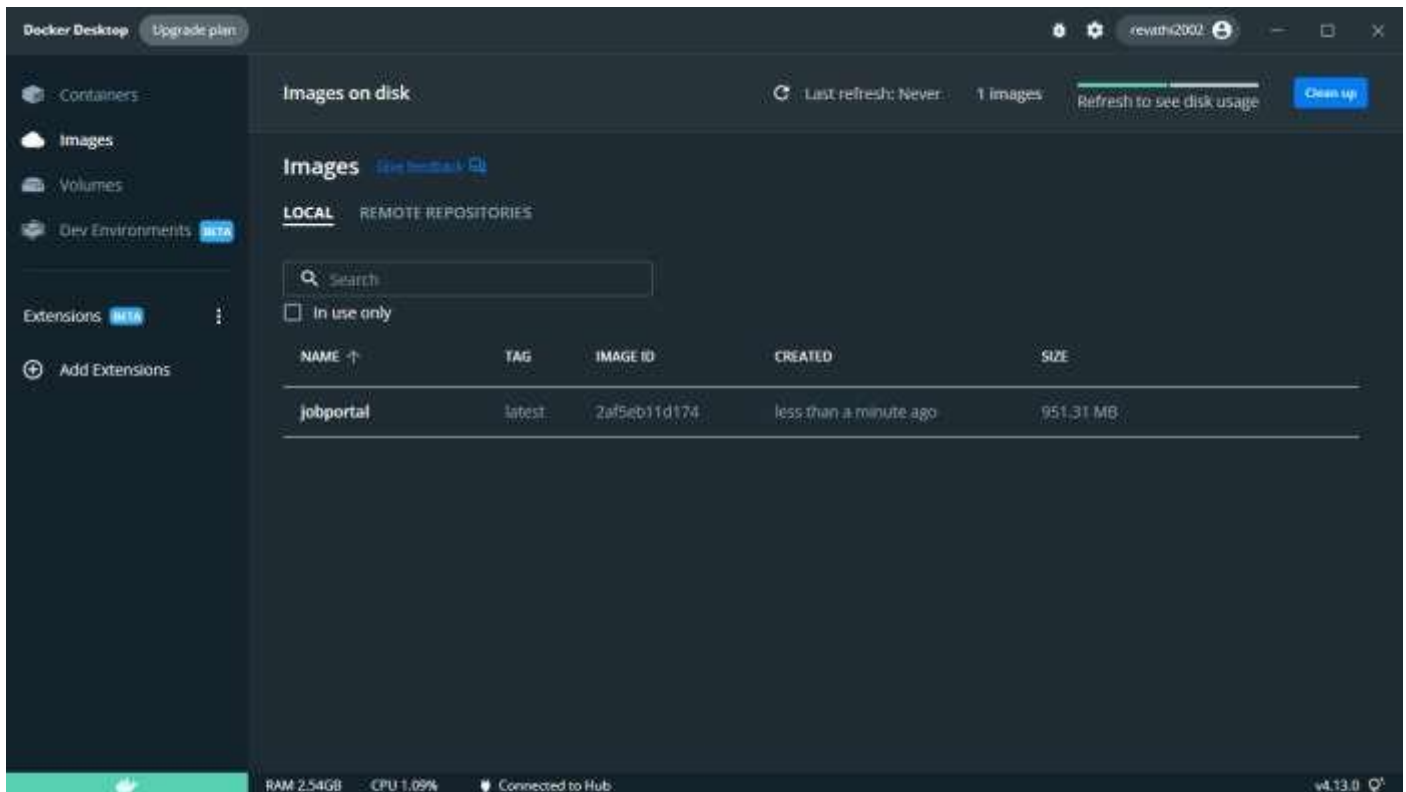 Docker Desktop Upgrade plan revathi2002
Containers
Images
Volumes
Dev Environments BETA
Extensions BETA
Add Extensions
Images on disk Last refresh: Never 1 images Refresh to see disk usage Clean up
Images Give feedback
LOCAL REMOTE REPOSITORIES
Search
In use only
NAME TAG IMAGE ID CREATED SIZE
jobportal latest 2af5eb11d174 less than a minute ago 951.31 MB
RAM 2.54GB CPU 1.09% Connected to Hub v4.13.0